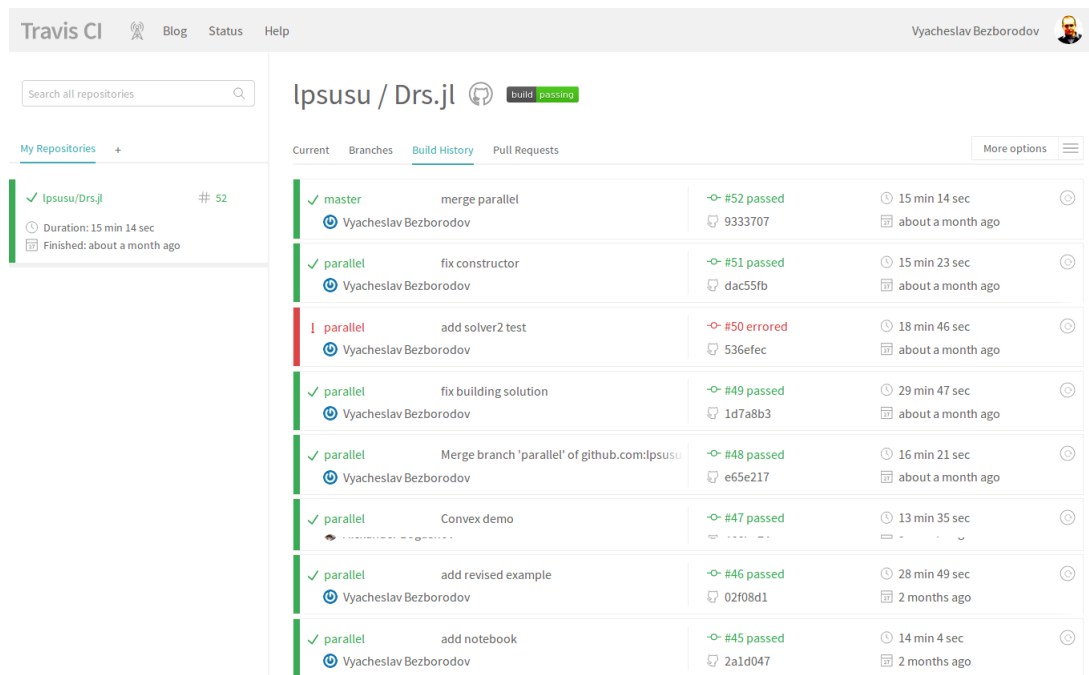 Travis CI Blog Status Help Vyacheslav Bezborodov
Search all repositories
My Repositories +
lpsusu/Drs.jl # 52
Duration: 15 min 14 sec
Finished: about a month ago
lpsusu / Drs.jl build passing
Current Branches Build History Pull Requests More options
master merge parallel #52 passed 15 min 14 sec
Vyacheslav Bezborodov 9333707 about a month ago
parallel fix constructor #51 passed 15 min 23 sec
Vyacheslav Bezborodov dac55fb about a month ago
! parallel add solver2 test #50 errored 18 min 46 sec
Vyacheslav Bezborodov 536efec about a month ago
parallel fix building solution #49 passed 29 min 47 sec
Vyacheslav Bezborodov 1d7a8b3 about a month ago
parallel Merge branch 'parallel' of github.com:lpsusu #48 passed 16 min 21 sec
Vyacheslav Bezborodov e65e217 about a month ago
parallel Convex demo #47 passed 13 min 35 sec
parallel add revised example #46 passed 28 min 49 sec
Vyacheslav Bezborodov 02f08d1 2 months ago
parallel add notebook #45 passed 14 min 4 sec
Vyacheslav Bezborodov 2a1d047 2 months ago